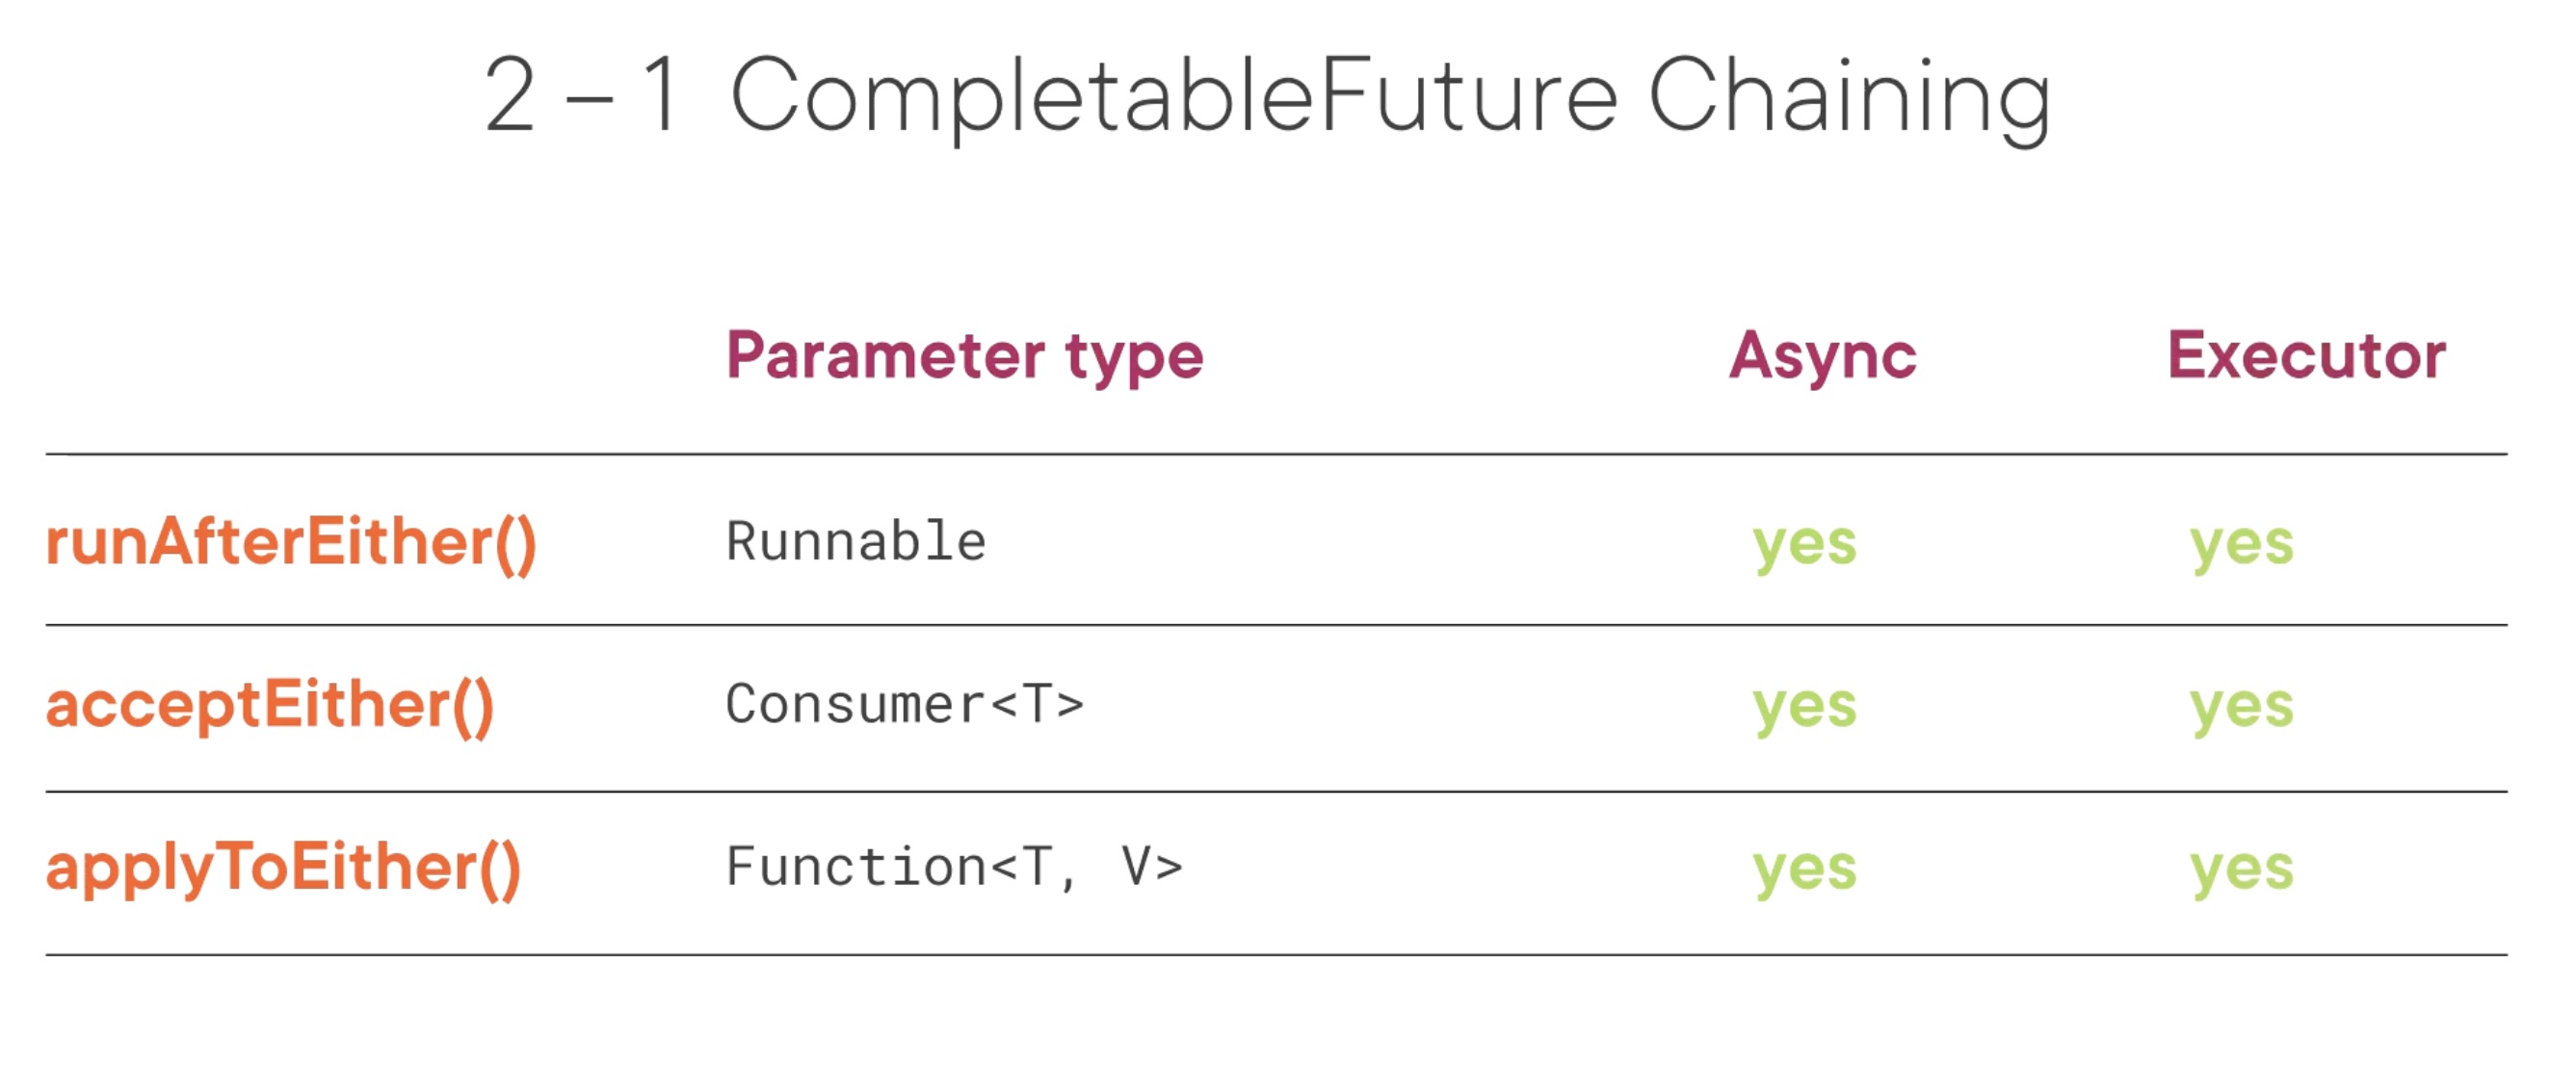 2 – 1 CompletableFuture Chaining
Parameter type Async Executor
runAfterEither() Runnable yes yes
acceptEither() Consumer<T> yes yes
applyToEither() Function<T, V> yes yes